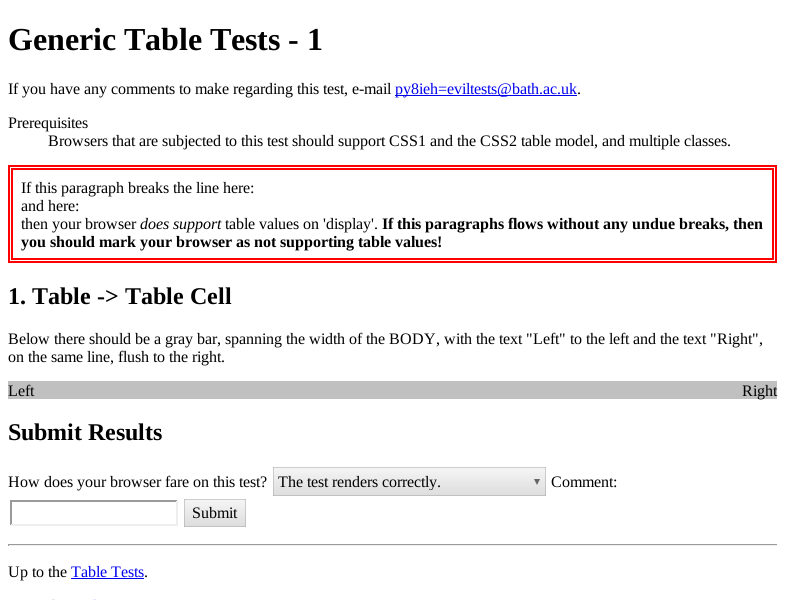 Generic Table Tests - 1
If you have any comments to make regarding this test, e-mail py8ieh=eviltests@bath.ac.uk.
Prerequisites
Browsers that are subjected to this test should support CSS1 and the CSS2 table model, and multiple classes.
If this paragraph breaks the line here:
and here:
then your browser does support table values on 'display'. If this paragraphs flows without any undue breaks, then
you should mark your browser as not supporting table values!
1. Table -> Table Cell
Below there should be a gray bar, spanning the width of the BODY, with the text "Left" to the left and the text "Right",
on the same line, flush to the right.
Left Right
Submit Results
How does your browser fare on this test? The test renders correctly. Comment:
Submit
Up to the Table Tests.